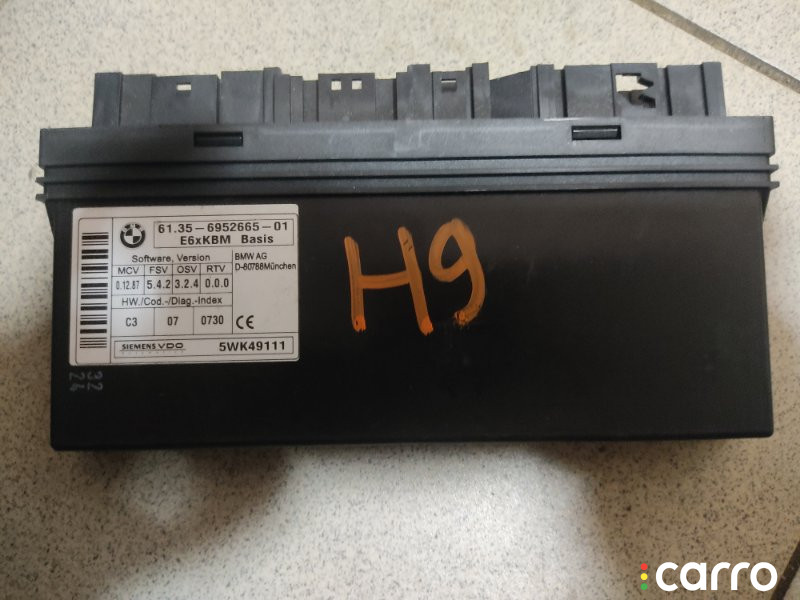 61.35-6952665-01
E6xKBM Basis
Software, Version
MCV FSV OSV RTV
0.12.87 5.4.2 3.2.4 0.0.0
HW./Cod.-/Diag.-Index
C3 07 0730
BMW AG
D-80788München
CE
SIEMENS VDO
5WK49111
32
24
H9
carro